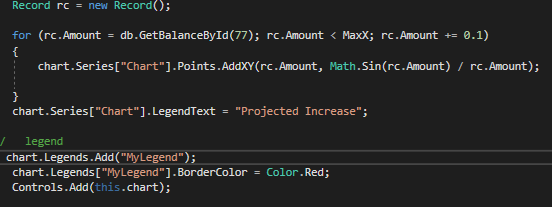 Record rc = new Record();
for (rc.Amount = db.GetBalanceById(77); rc.Amount < MaxX; rc.Amount += 0.1)
{
chart.Series["Chart"].Points.AddXY(rc.Amount, Math.Sin(rc.Amount) / rc.Amount);
}
chart.Series["Chart"].LegendText = "Projected Increase";
/ legend
chart.Legends.Add("MyLegend");
chart.Legends["MyLegend"].BorderColor = Color.Red;
Controls.Add(this.chart);